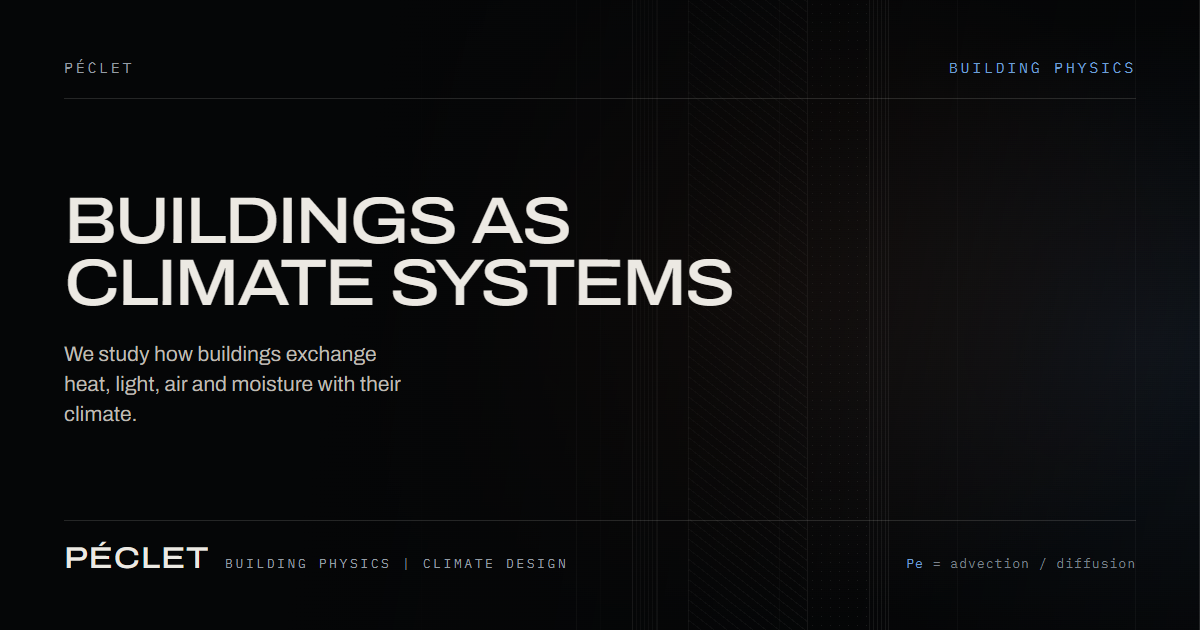 PÉCLET
BUILDING PHYSICS
BUILDINGS AS
CLIMATE SYSTEMS
We study how buildings exchange
heat, light, air and moisture with their
climate.
PÉCLET
BUILDING PHYSICS | CLIMATE DESIGN
Pe = advection / diffusion